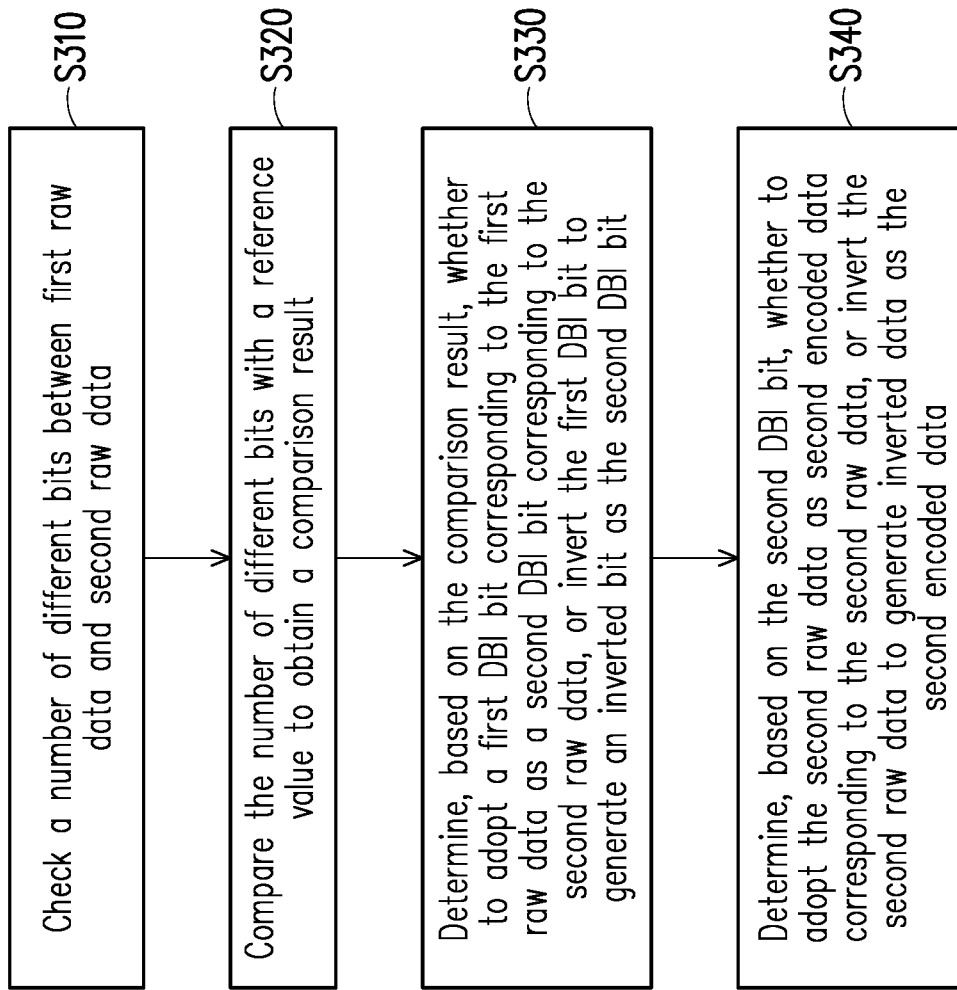 Check a number of different bits between first raw
data and second raw data
S310
Compare the number of different bits with a reference
value to obtain a comparison result
S320
Determine, based on the comparison result, whether
to adopt a first DBI bit corresponding to the first
raw data as a second DBI bit corresponding to the
second raw data, or invert the first DBI bit to
generate an inverted bit as the second DBI bit
S330
Determine, based on the second DBI bit, whether to
adopt the second raw data as second encoded data
corresponding to the second raw data, or invert the
second raw data to generate inverted data as the
second encoded data
S340